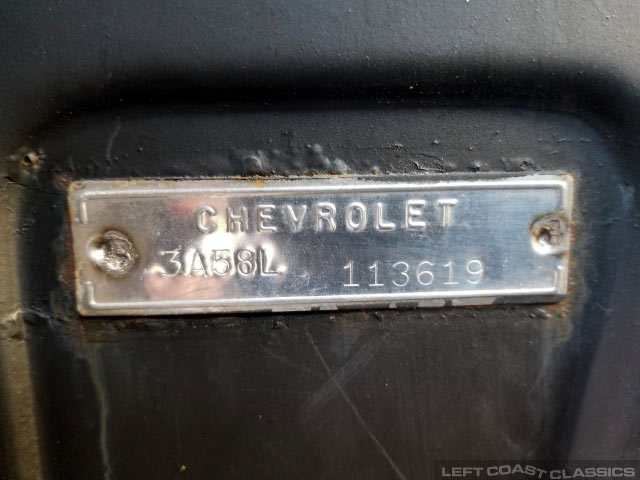 CHEVROLET
3A58L 113619
LEFT COAST CLASSICS